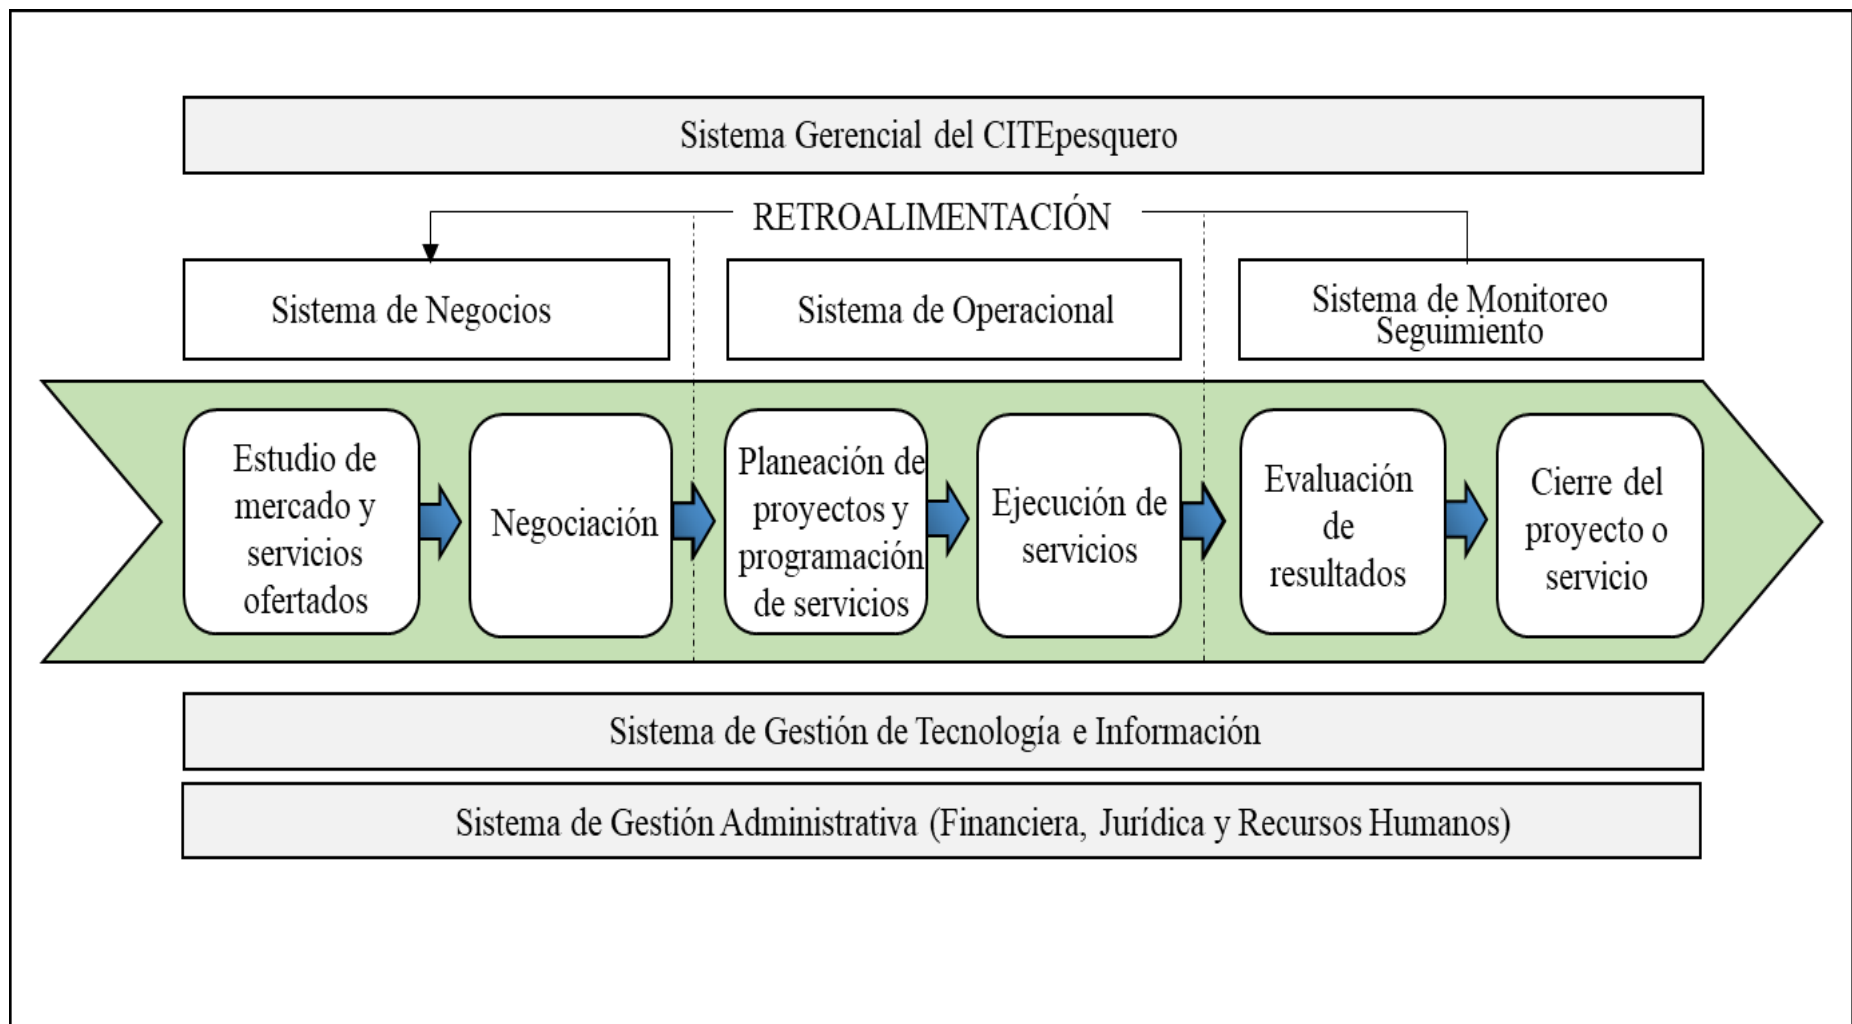 Sistema Gerencial del CITEpesquero
RETROALIMENTACIÓN
Sistema de Negocios
Sistema de Operacional
Sistema de Monitoreo
Seguimiento
Estudio de
mercado y
servicios
ofertados
Negociación
Planeación de
proyectos y
programación
de servicios
Ejecución de
servicios
Evaluación
de
resultados
Cierre del
proyecto o
servicio
Sistema de Gestión de Tecnología e Información
Sistema de Gestión Administrativa (Financiera, Jurídica y Recursos Humanos)